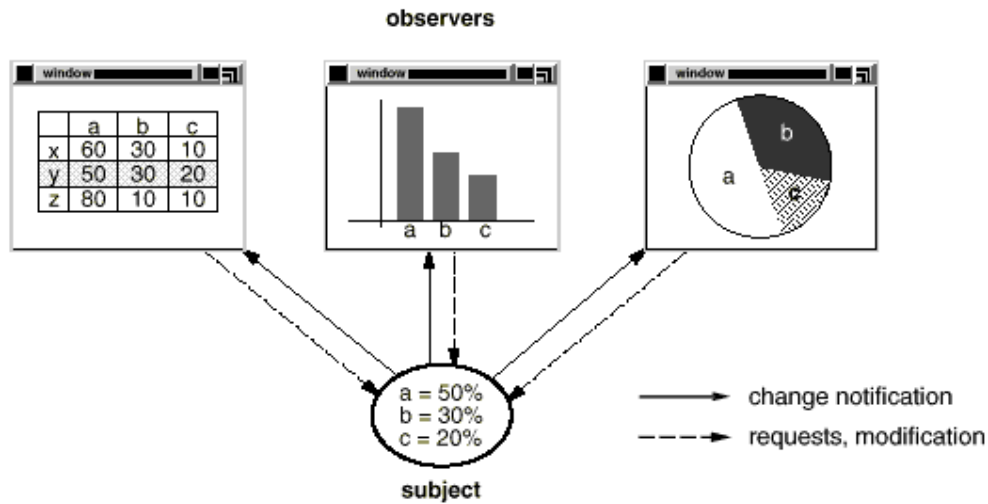 observers
window
a b c
x 60 30 10
y 50 30 20
z 80 10 10
window
a b c
window
a
b
c
a = 50%
b = 30%
c = 20%
subject
change notification
requests, modification